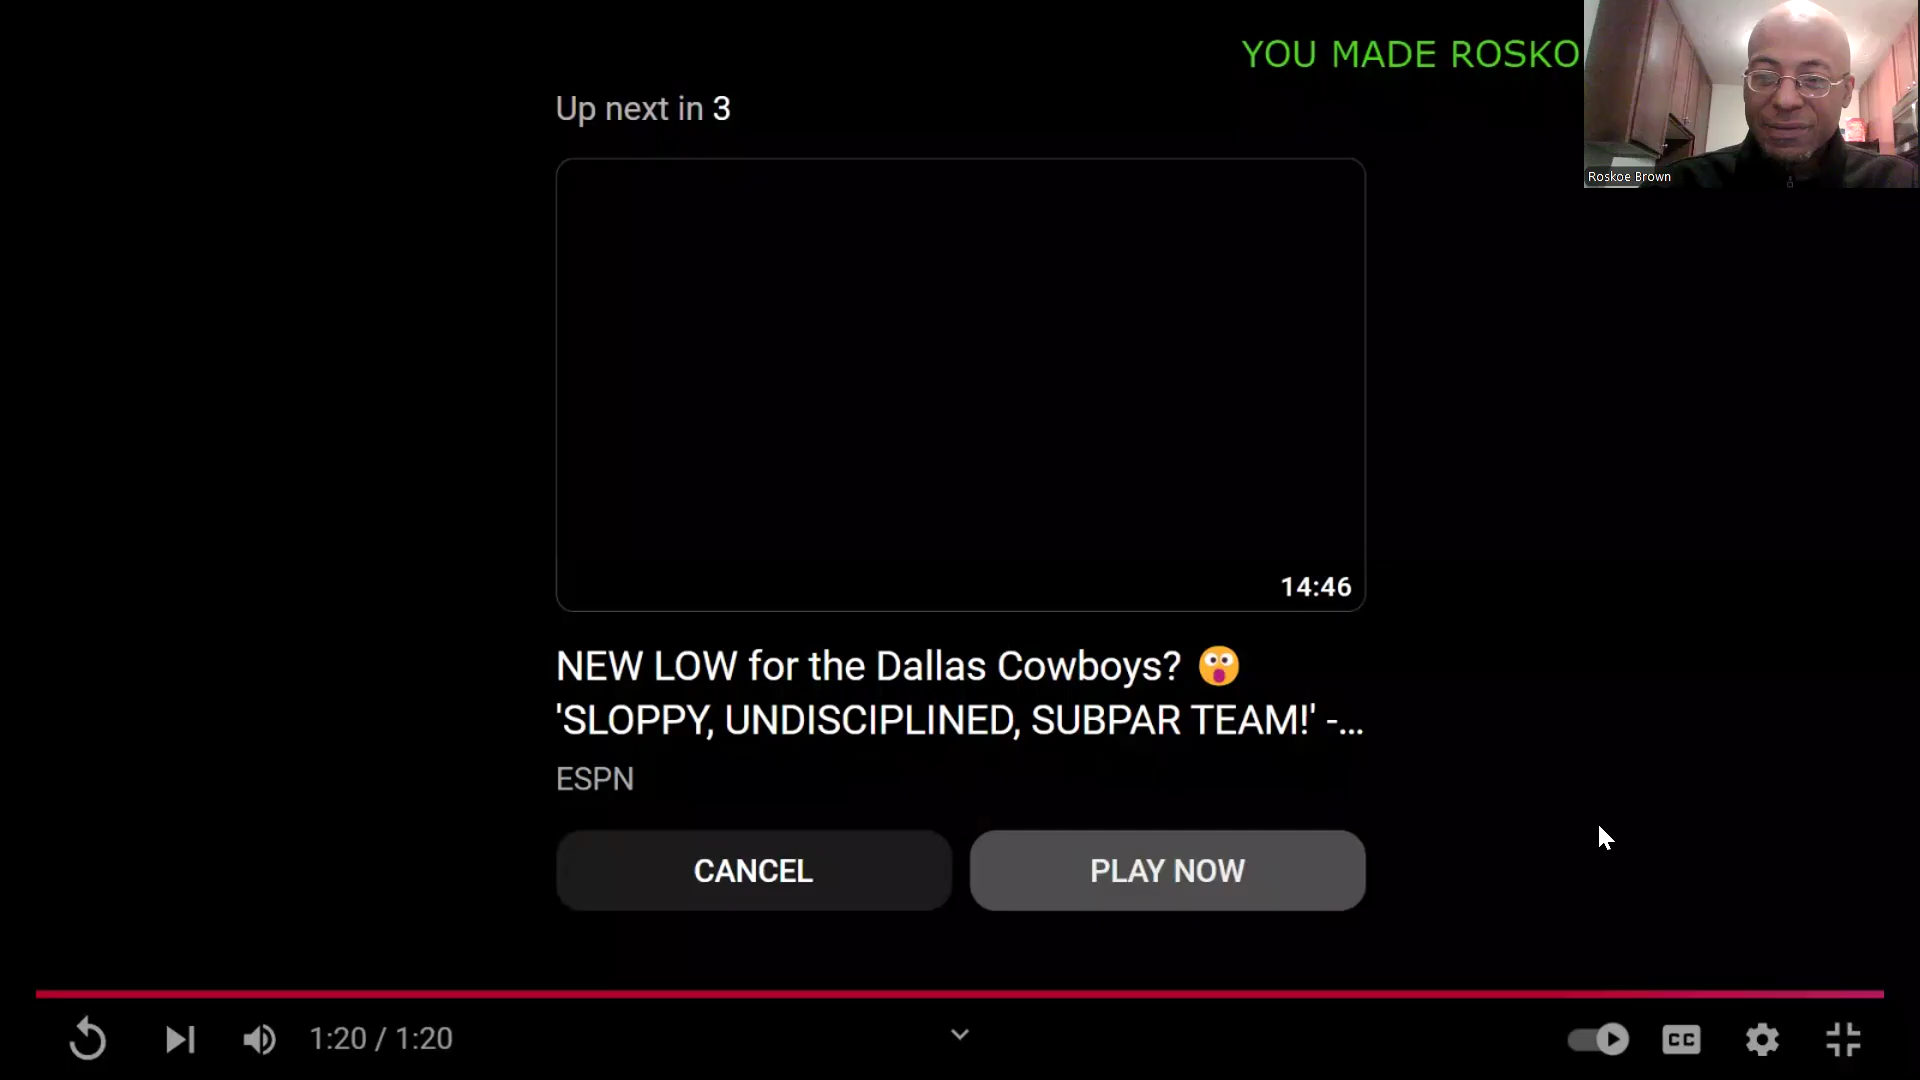 YOU MADE ROSKO
Up next in 3
Roskoe Brown
14:46
NEW LOW for the Dallas Cowboys? 😲
'SLOPPY, UNDISCIPLINED, SUBPAR TEAM!' -...
ESPN
CANCEL
PLAY NOW
1:20 / 1:20
CC